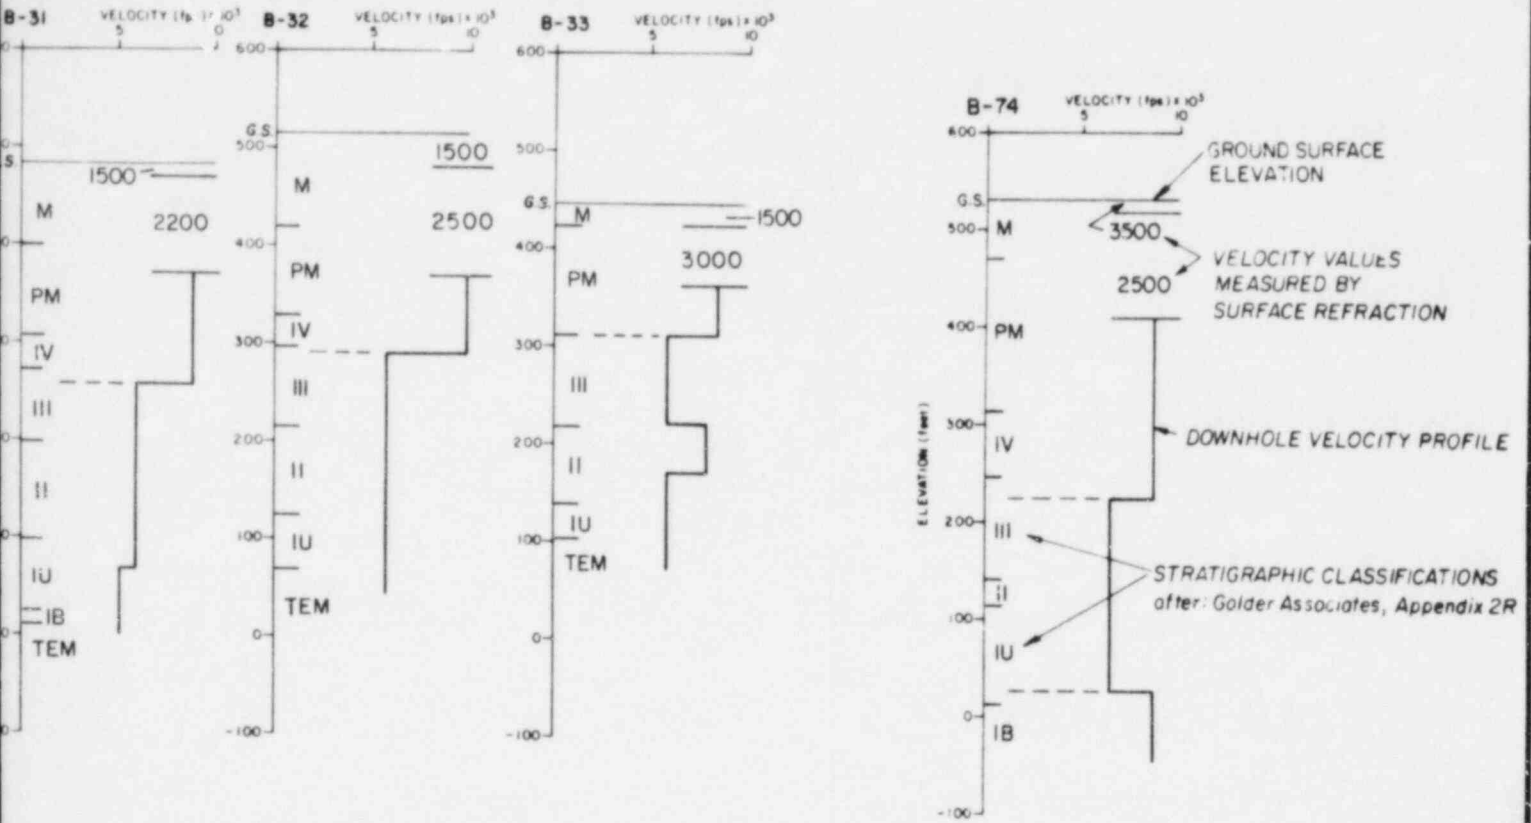 B-31
VELOCITY (fp. ) x 10³
5
0
G.S.
1500
M
2200
PM
IV
III
II
IU
IB
TEM
B-32
VELOCITY (fps) x 10³
5
10
600
G.S.
500
1500
M
2500
400
PM
IV
300
III
200
II
100
IU
TEM
0
-100
B-33
VELOCITY (fps) x 10³
5
10
600
500
G.S.
M
1500
400
3000
PM
300
III
200
II
IU
100
TEM
0
-100
B-74
VELOCITY (fps) x 10³
5
10
600
GROUND SURFACE
ELEVATION
G.S.
500
M
3500
VELOCITY VALUES
MEASURED BY
SURFACE REFRACTION
2500
400
PM
ELEVATION (feet)
300
IV
DOWNHOLE VELOCITY PROFILE
200
III
STRATIGRAPHIC CLASSIFICATIONS
after: Golder Associates, Appendix 2R
II
100
IU
0
IB
-100